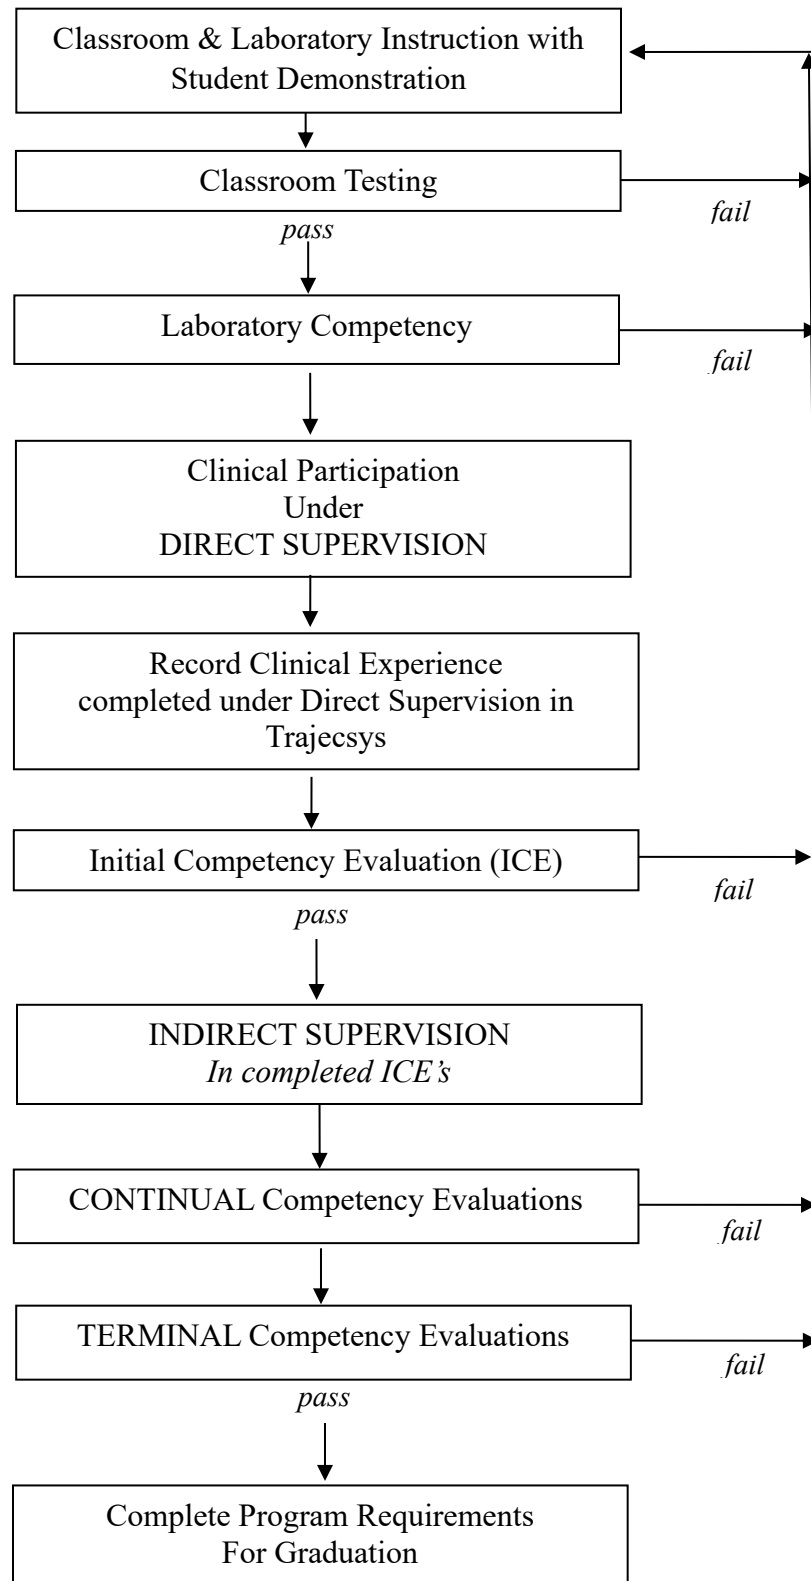 Classroom & Laboratory Instruction with
Student Demonstration
Classroom Testing
fail
pass
Laboratory Competency
fail
Clinical Participation
Under
DIRECT SUPERVISION
Record Clinical Experience
completed under Direct Supervision in
Trajecsys
Initial Competency Evaluation (ICE)
fail
pass
INDIRECT SUPERVISION
In completed ICE’s
CONTINUAL Competency Evaluations
fail
TERMINAL Competency Evaluations
fail
pass
Complete Program Requirements
For Graduation